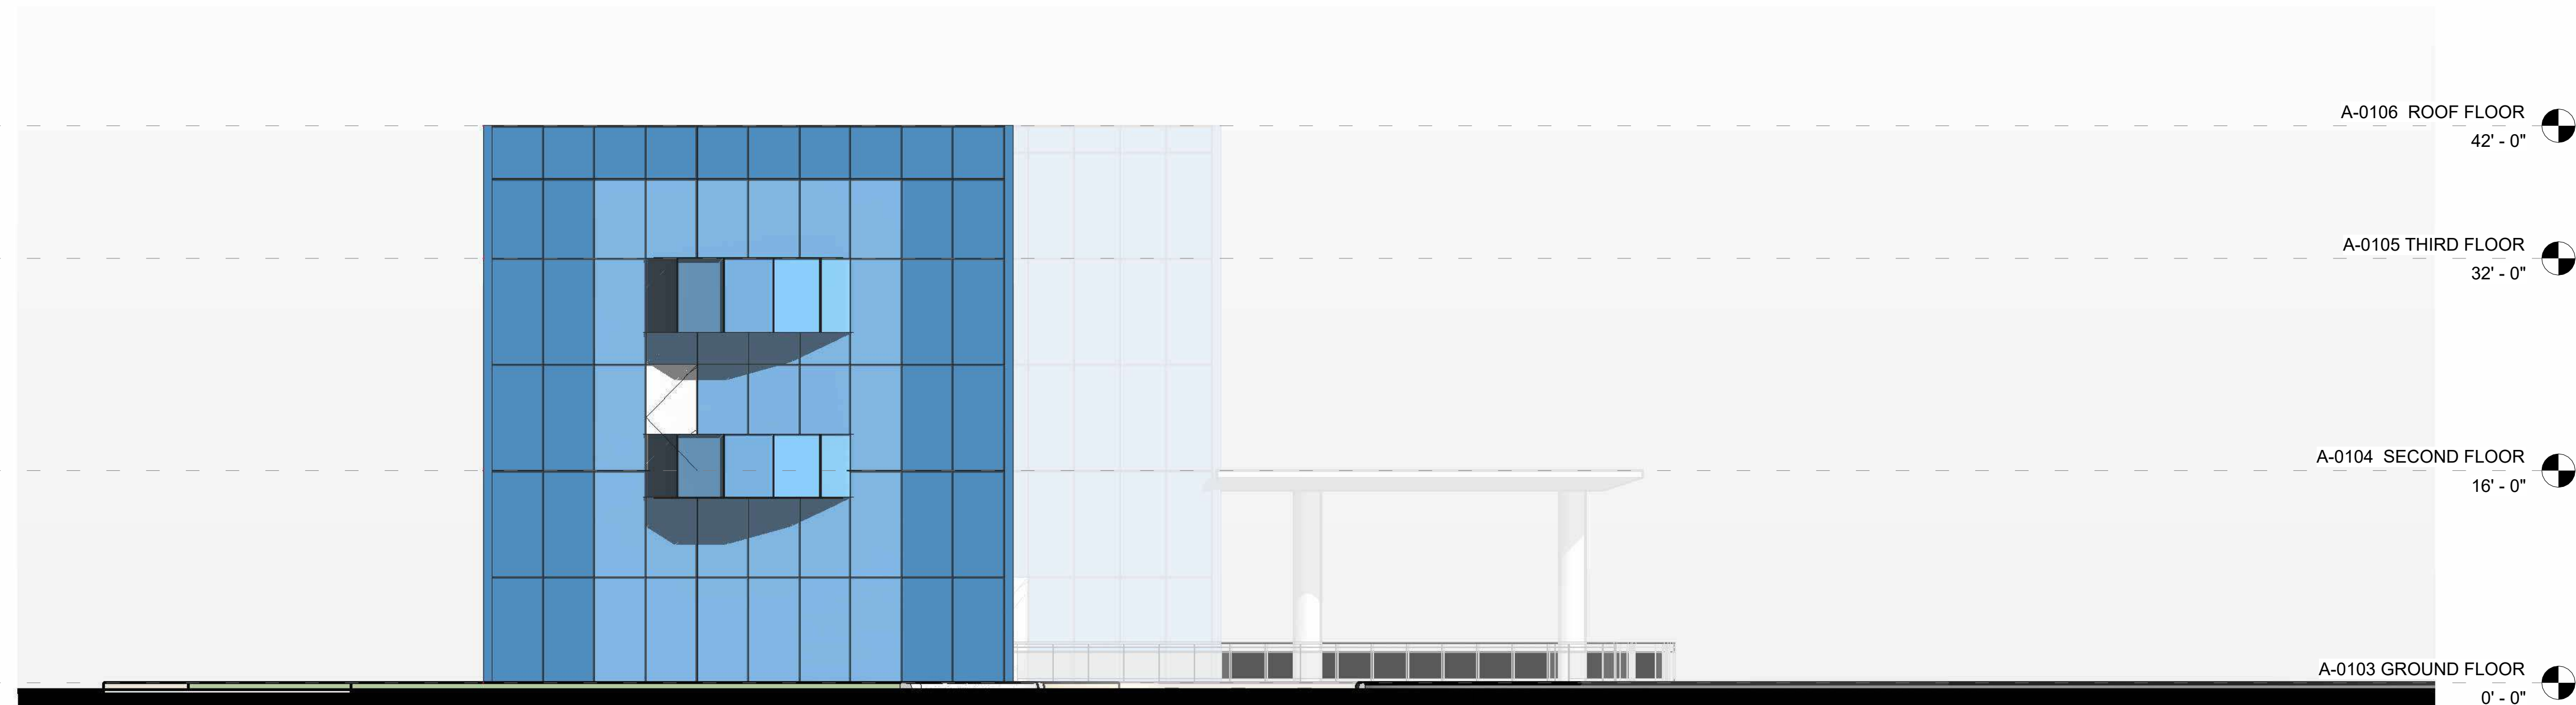 A-0106 ROOF FLOOR
42' - 0"
A-0105 THIRD FLOOR
32' - 0"
A-0104 SECOND FLOOR
16' - 0"
A-0103 GROUND FLOOR
0' - 0"